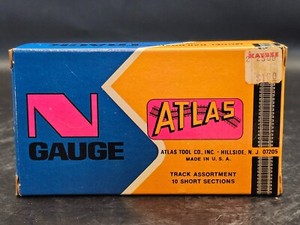 N
GAUGE
ATLAS
ATLAS TOOL CO., INC. • HILLSIDE, N. J. 07205
MADE IN U. S. A.
TRACK ASSORTMENT
10 SHORT SECTIONS